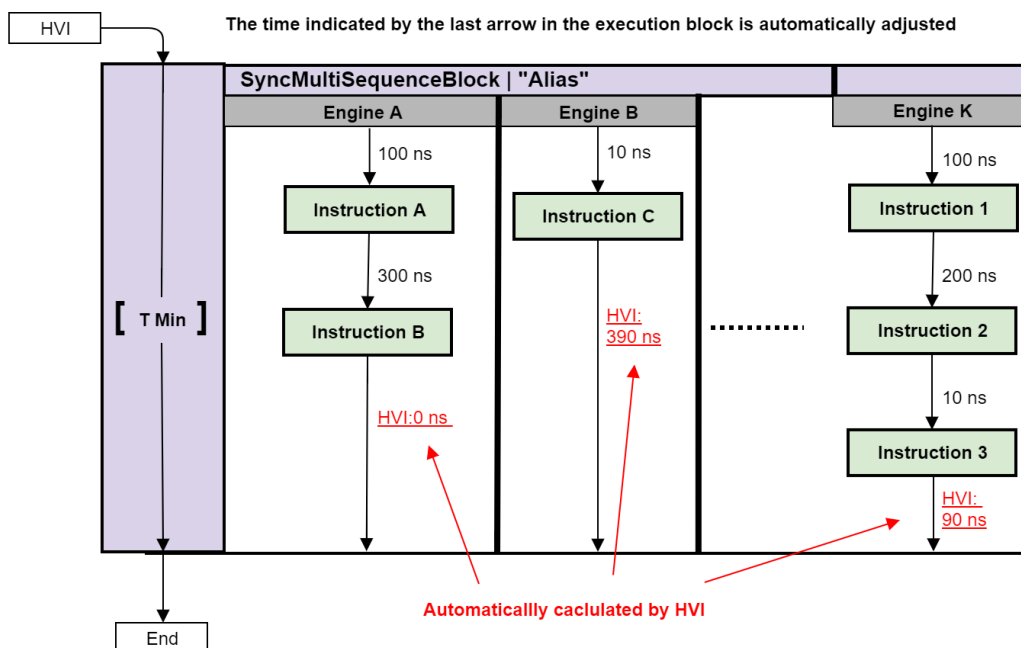 HVI
The time indicated by the last arrow in the execution block is automatically adjusted
SyncMultiSequenceBlock | "Alias"
Engine A
Engine B
Engine K
100 ns
10 ns
100 ns
Instruction A
Instruction C
Instruction 1
300 ns
200 ns
[ T Min ]
Instruction B
HVI:
390 ns
Instruction 2
10 ns
HVI:0 ns
Instruction 3
HVI:
90 ns
Automaticallly caclulated by HVI
End